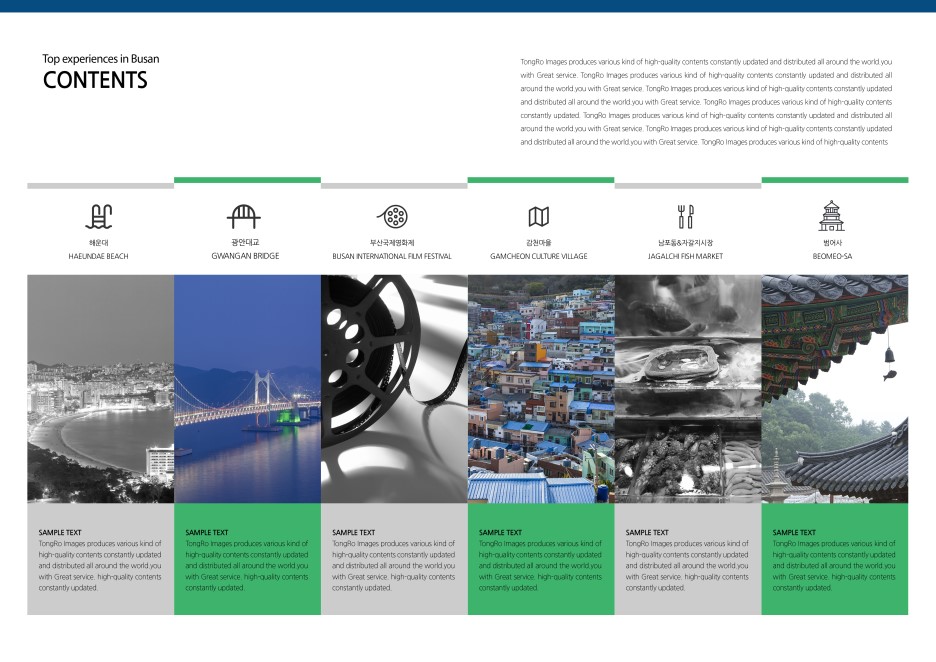 Top experiences in Busan
CONTENTS
TongRo Images produces various kind of high-quality contents constantly updated and distributed all around the world.you
with Great service. TongRo Images produces various kind of high-quality contents constantly updated and distributed all
around the world.you with Great service. TongRo Images produces various kind of high-quality contents constantly updated
and distributed all around the world.you with Great service. TongRo Images produces various kind of high-quality contents
constantly updated. TongRo Images produces various kind of high-quality contents constantly updated and distributed all
around the world.you with Great service. TongRo Images produces various kind of high-quality contents constantly updated
and distributed all around the world.you with Great service. TongRo Images produces various kind of high-quality contents
해운대
HAEUNDAE BEACH
광안대교
GWANGAN BRIDGE
부산국제영화제
BUSAN INTERNATIONAL FILM FESTIVAL
감천마을
GAMCHEON CULTURE VILLAGE
남포동&자갈치시장
JAGALCHI FISH MARKET
범어사
BEOMEO-SA
SAMPLE TEXT
TongRo Images produces various kind of
high-quality contents constantly updated
and distributed all around the world.you
with Great service. high-quality contents
constantly updated.
SAMPLE TEXT
TongRo Images produces various kind of
high-quality contents constantly updated
and distributed all around the world.you
with Great service. high-quality contents
constantly updated.
SAMPLE TEXT
TongRo Images produces various kind of
high-quality contents constantly updated
and distributed all around the world.you
with Great service. high-quality contents
constantly updated.
SAMPLE TEXT
TongRo Images produces various kind of
high-quality contents constantly updated
and distributed all around the world.you
with Great service. high-quality contents
constantly updated.
SAMPLE TEXT
TongRo Images produces various kind of
high-quality contents constantly updated
and distributed all around the world.you
with Great service. high-quality contents
constantly updated.
SAMPLE TEXT
TongRo Images produces various kind of
high-quality contents constantly updated
and distributed all around the world.you
with Great service. high-quality contents
constantly updated.